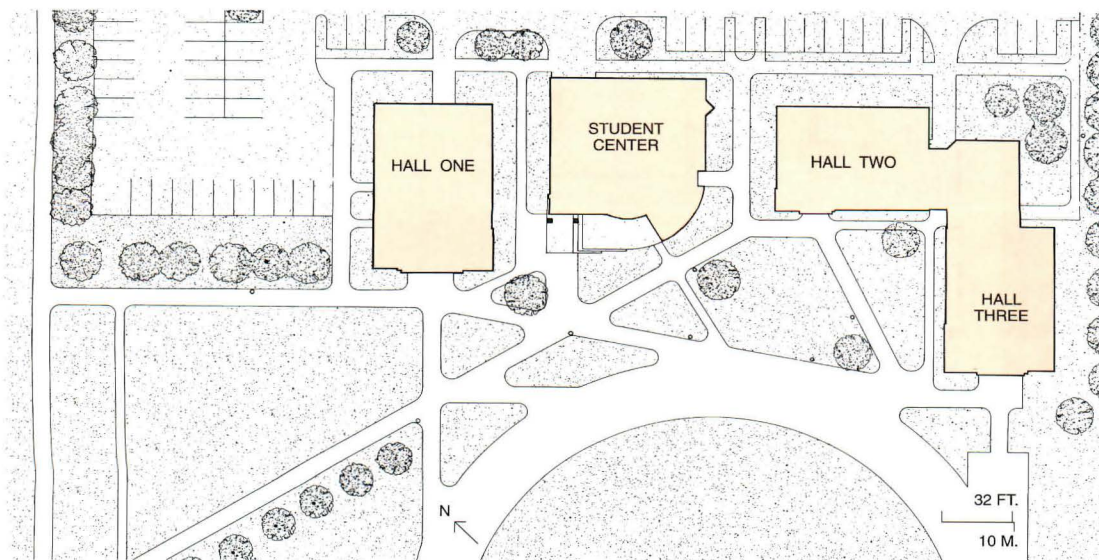 STUDENT
CENTER
HALL ONE
HALL TWO
HALL
THREE
N
32 FT.
10 M.